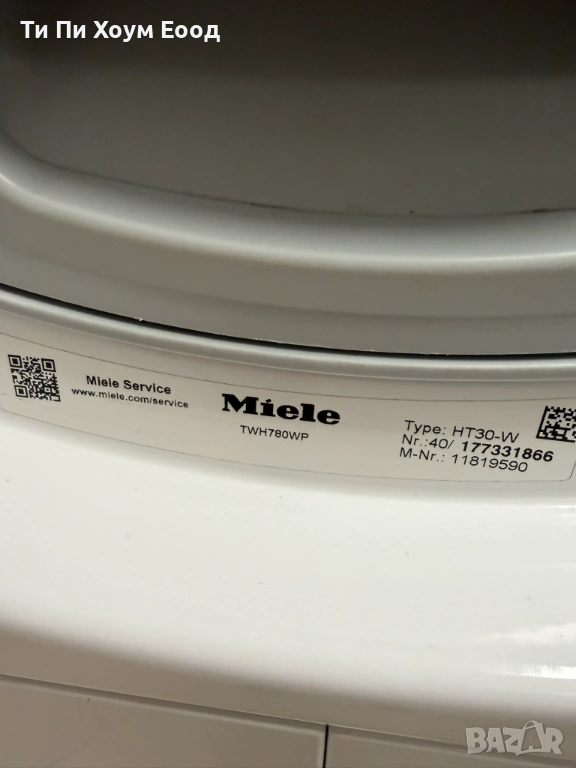 Ти Пи Хоум Еоод
Miele Service
www.miele.com/service
Miele
TWH780WP
Type: HT30-W
Nr.:40/ 177331866
M-Nr.: 11819590
BAZAR